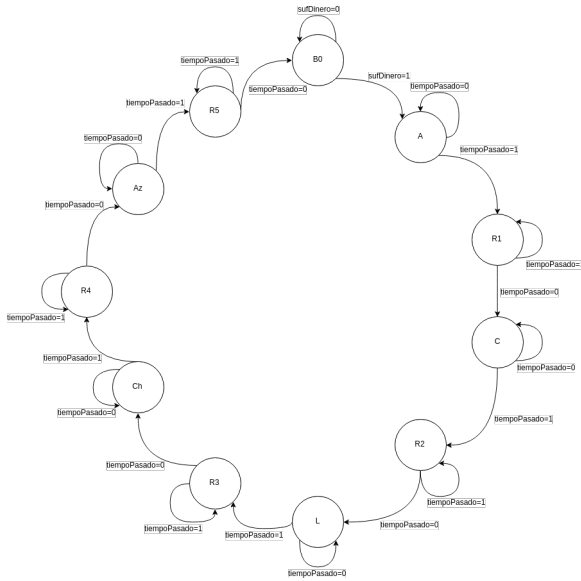 sufDinero=0
B0
tiempoPasado=1
R5
tiempoPasado=0
sufDinero=1
tiempoPasado=0
A
tiempoPasado=1
tiempoPasado=1
tiempoPasado=0
Az
tiempoPasado=0
R1
tiempoPasado=
tiempoPasado=0
R4
tiempoPasado=1
C
tiempoPasado=0
tiempoPasado=1
Ch
tiempoPasado=0
tiempoPasado=1
R2
tiempoPasado=1
tiempoPasado=0
R3
tiempoPasado=1
tiempoPasado=1
L
tiempoPasado=0
tiempoPasado=0